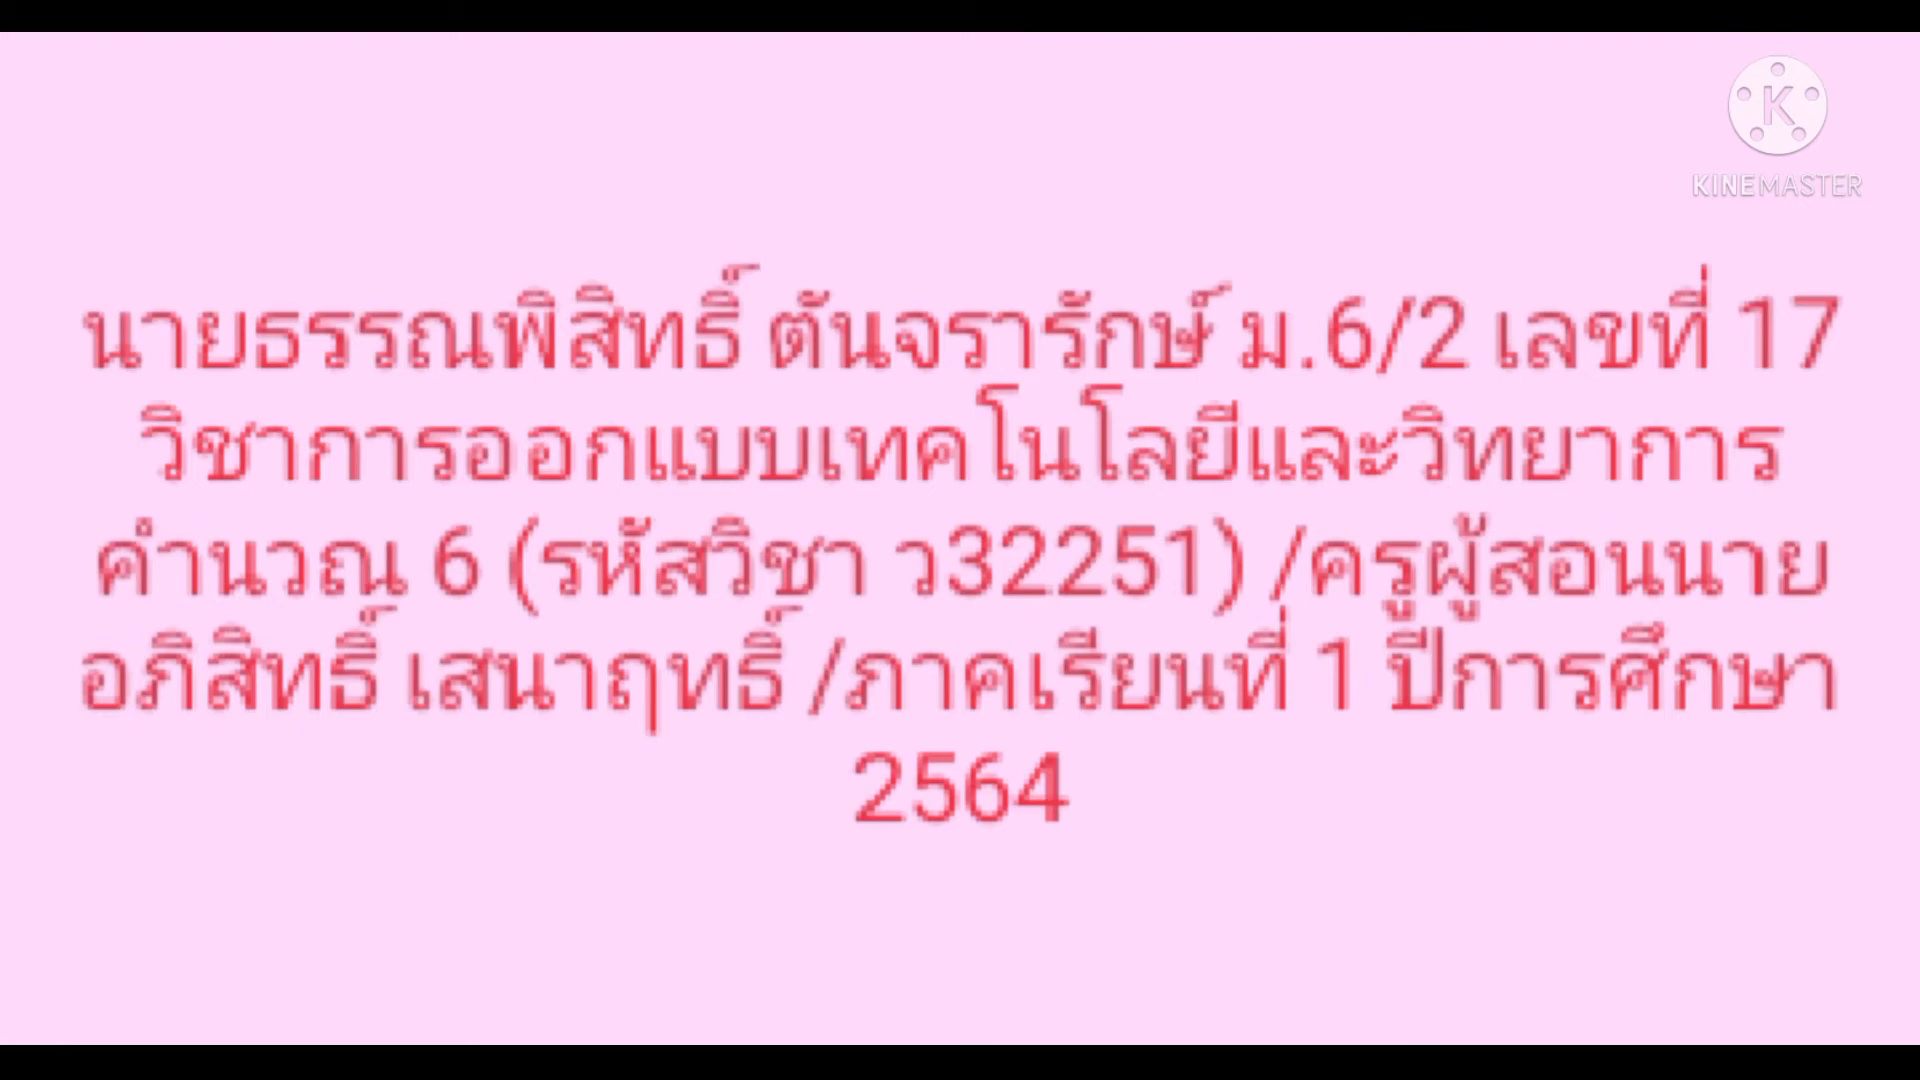 KINEMASTER
นายธรรณพิสิทธิ์ ตันจรารักษ์ ม.6/2 เลขที่ 17
วิชาการออกแบบเทคโนโลยีและวิทยาการ
คำนวณ 6 (รหัสวิชา ว32251) /ครูผู้สอนนาย
อภิสิทธิ์ เสนาฤทธิ์ /ภาคเรียนที่ 1 ปีการศึกษา
2564